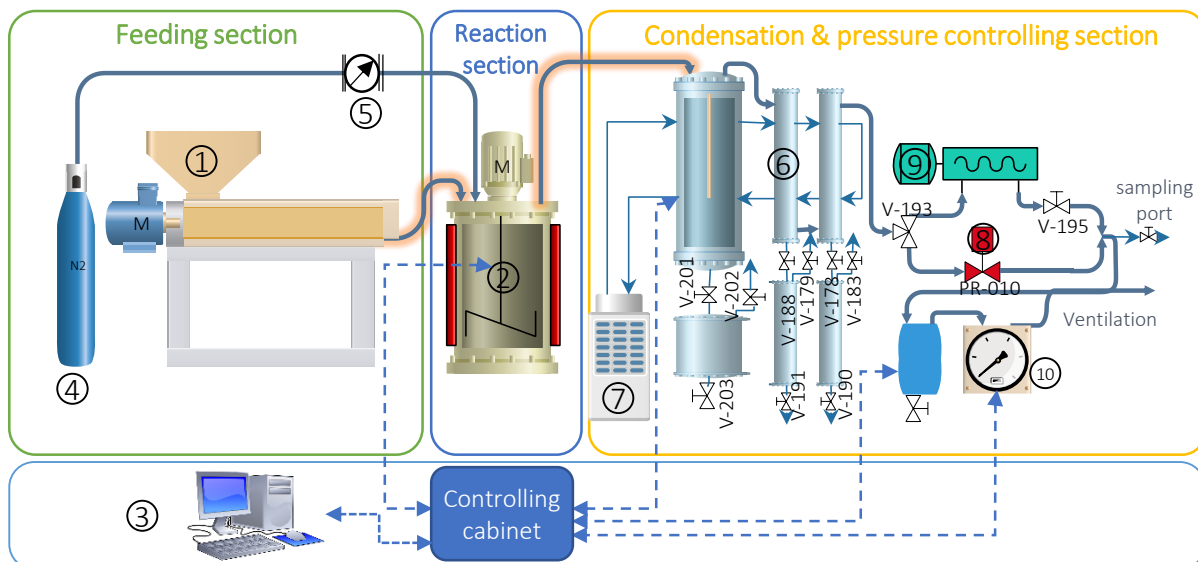 Feeding section
Reaction
section
Condensation & pressure controlling section
①
②
③
④
⑤
⑥
⑦
8
⑨
⑩
M
M
N2
V-193
V-195
sampling
port
PR-010
Ventilation
V-201
V-202
V-203
V-188
V-179
V-178
V-183
V-191
V-190
Controlling
cabinet